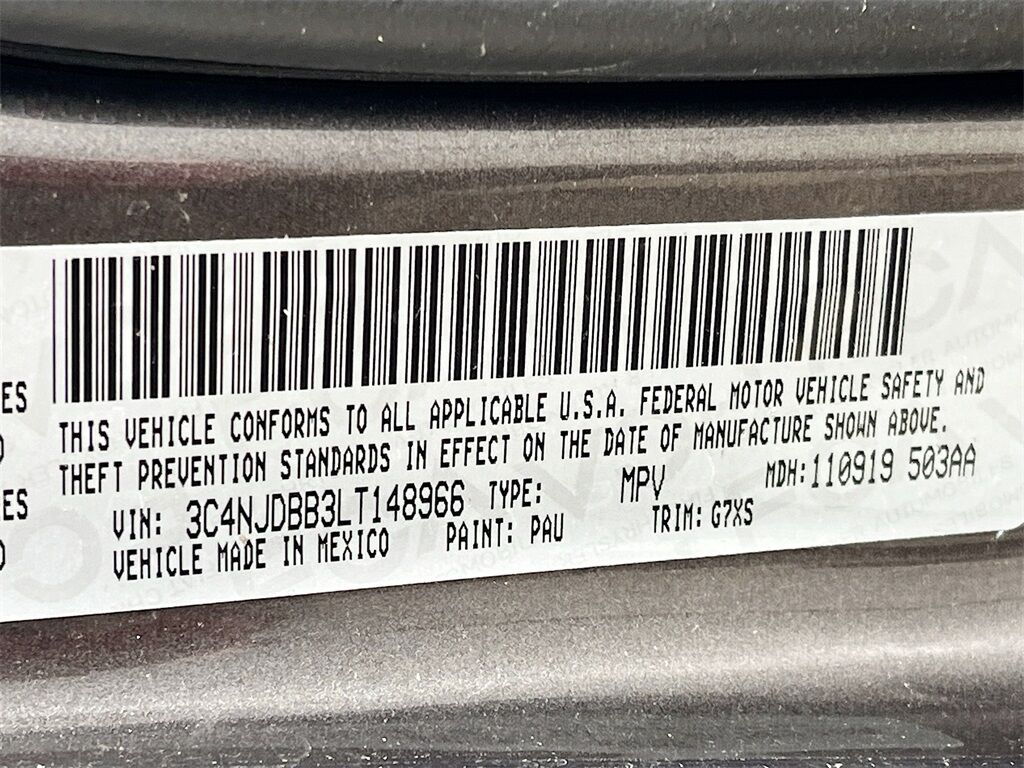 THIS VEHICLE CONFORMS TO ALL APPLICABLE U.S.A. FEDERAL MOTOR VEHICLE SAFETY AND
THEFT PREVENTION STANDARDS IN EFFECT ON THE DATE OF MANUFACTURE SHOWN ABOVE.
VIN: 3C4NJDBB3LT148966 TYPE: MPV MDH:110919 503AA
VEHICLE MADE IN MEXICO PAINT: PAU TRIM: G7XS